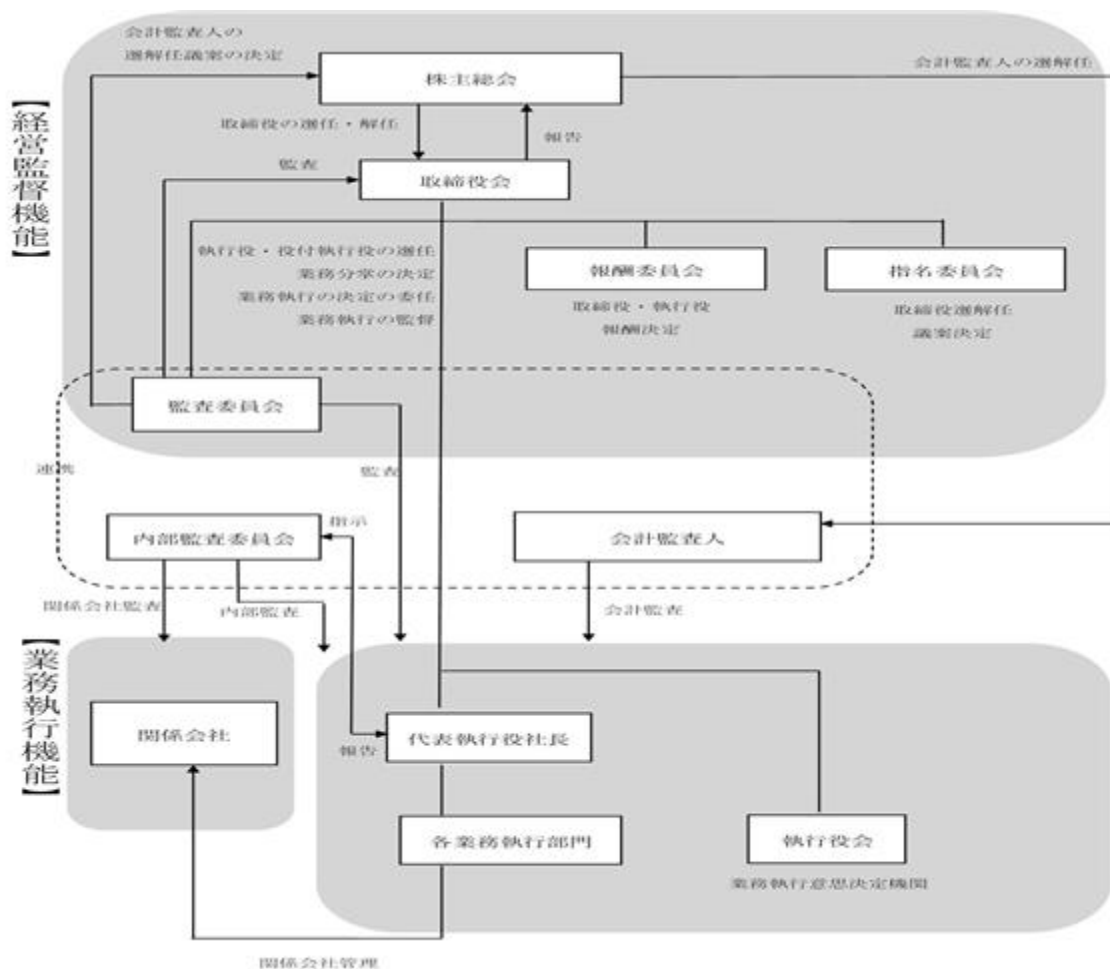 会計監査人の
選解任議案の決定
株主総会
会計監査人の選解任
【経営監督機能】
取締役の選任・解任
報告
監査
取締役会
執行役・役付執行役の選任
業務分掌の決定
業務執行の決定の委任
業務執行の監督
報酬委員会
取締役・執行役
報酬決定
指名委員会
取締役選解任
議案決定
監査委員会
連携
監査
指示
内部監査委員会
会計監査人
関係会社監査
内部監査
会計監査
【業務執行機能】
関係会社
代表執行役社長
報告
各業務執行部門
執行役会
業務執行意思決定機関
関係会社管理